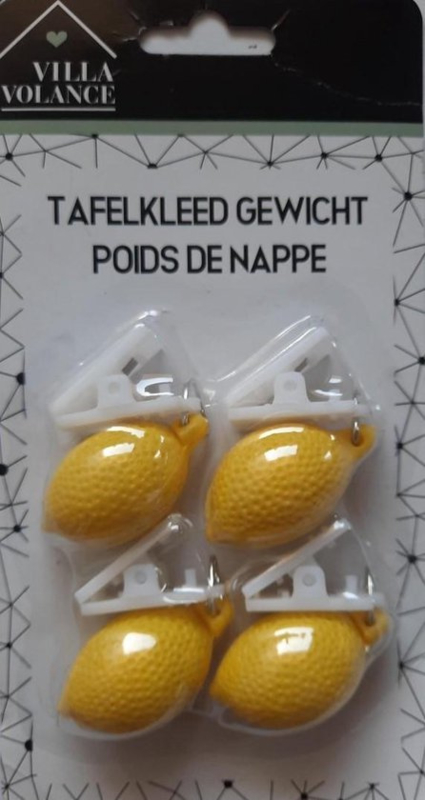 VILLA
VOLANCE
TAFELKLEED GEWICHT
POIDS DE NAPPE